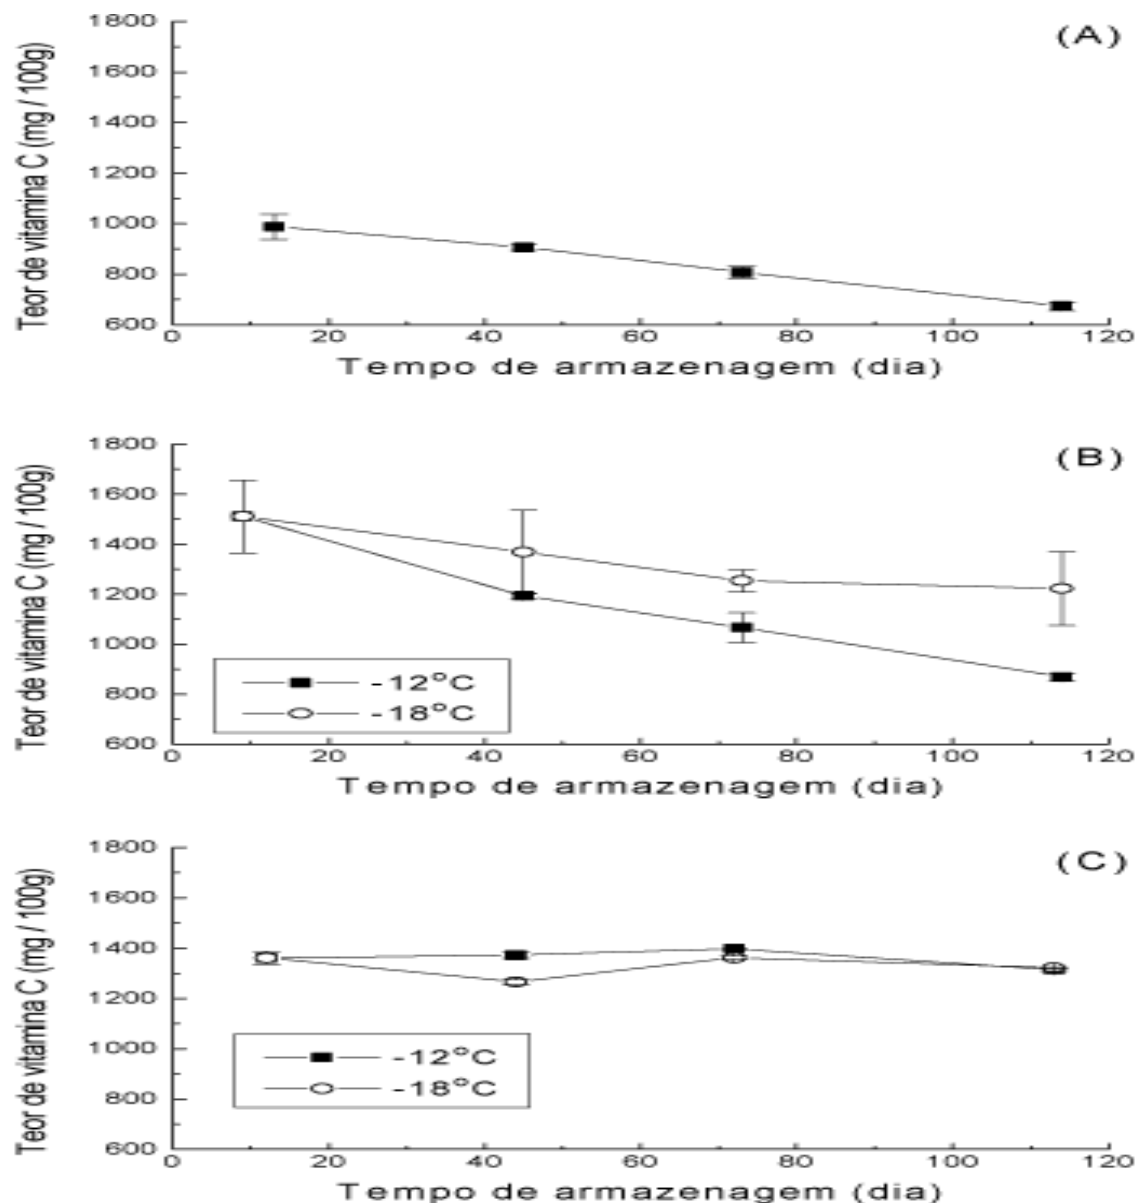 (A)
Teor de vitamina C (mg / 100g)
1800
1600
1400
1200
1000
800
600
0 20 40 60 80 100 120
Tempo de armazenagem (dia)
(B)
Teor de vitamina C (mg / 100g)
1800
1600
1400
1200
1000
800
600
-12°C
-18°C
0 20 40 60 80 100 120
Tempo de armazenagem (dia)
(C)
Teor de vitamina C (mg / 100g)
1800
1600
1400
1200
1000
800
600
-12°C
-18°C
0 20 40 60 80 100 120
Tempo de armazenagem (dia)